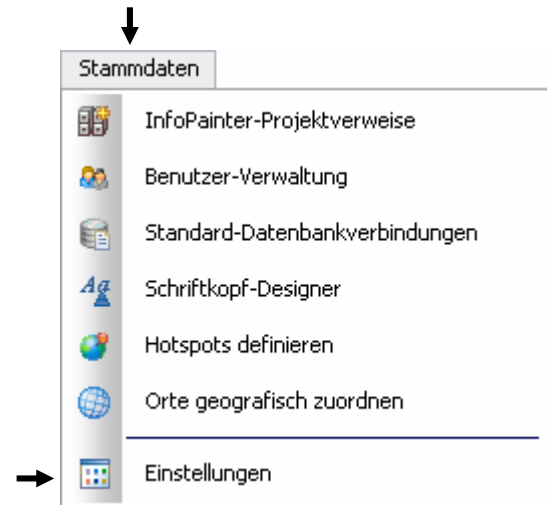 Stammdaten
InfoPainter-Projektverweise
Benutzer-Verwaltung
Standard-Datenbankverbindungen
Schriftkopf-Designer
Hotspots definieren
Orte geografisch zuordnen
Einstellungen